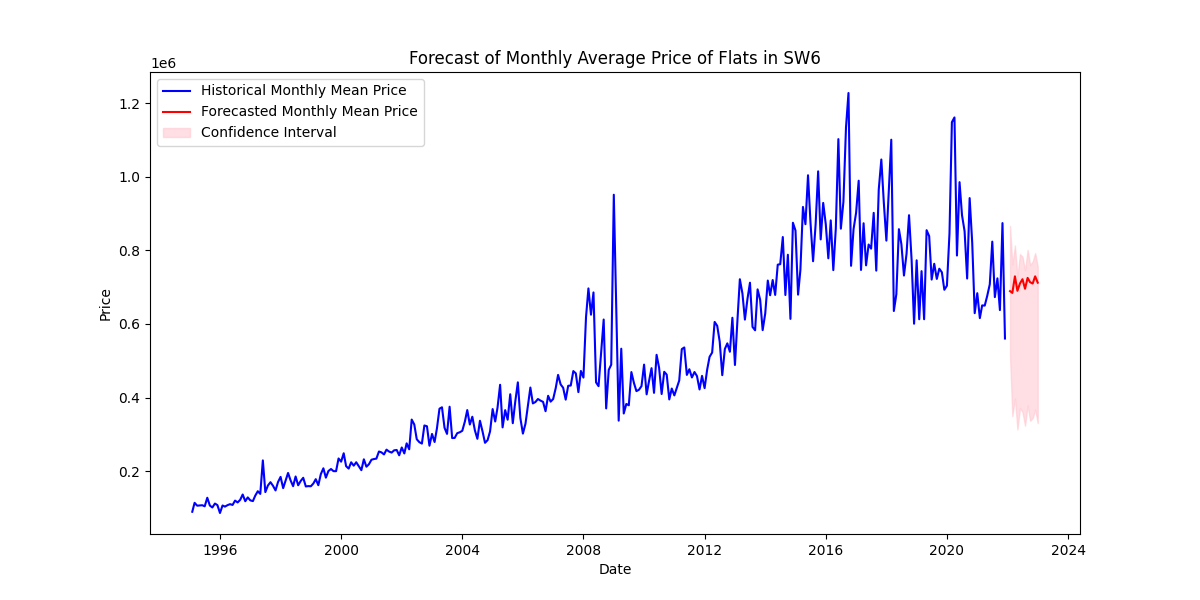 Forecast of Monthly Average Price of Flats in SW6
1e6
Historical Monthly Mean Price
Forecasted Monthly Mean Price
Confidence Interval
1.2
1.0
0.8
0.6
0.4
0.2
Price
1996
2000
2004
2008
2012
2016
2020
2024
Date